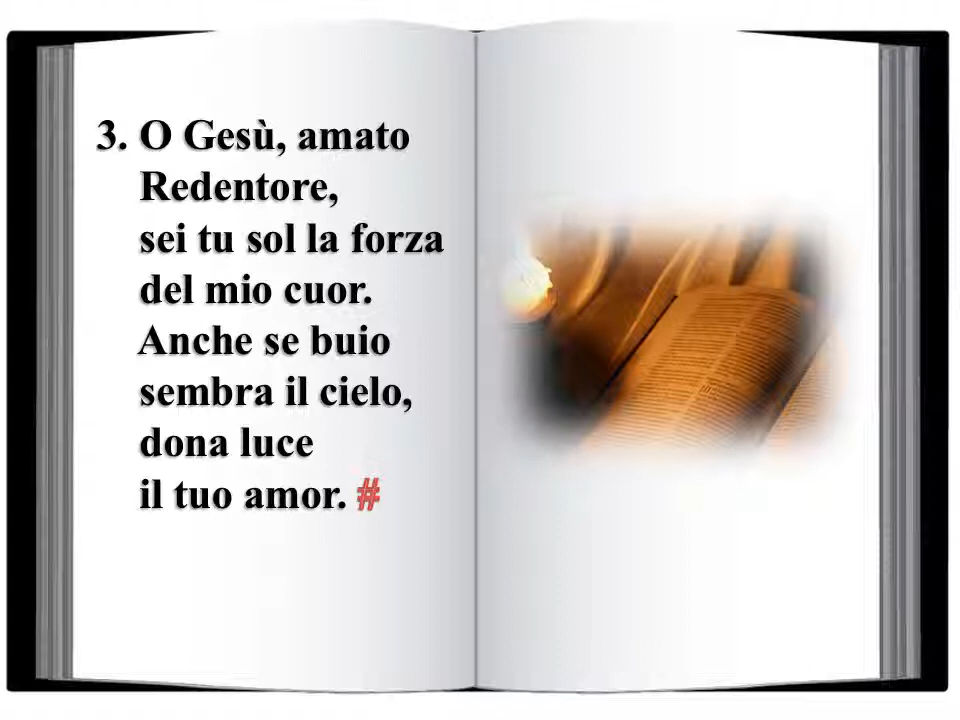 3. O Gesù, amato
Redentore,
sei tu sol la forza
del mio cuor.
Anche se buio
sembra il cielo,
dona luce
il tuo amor. #